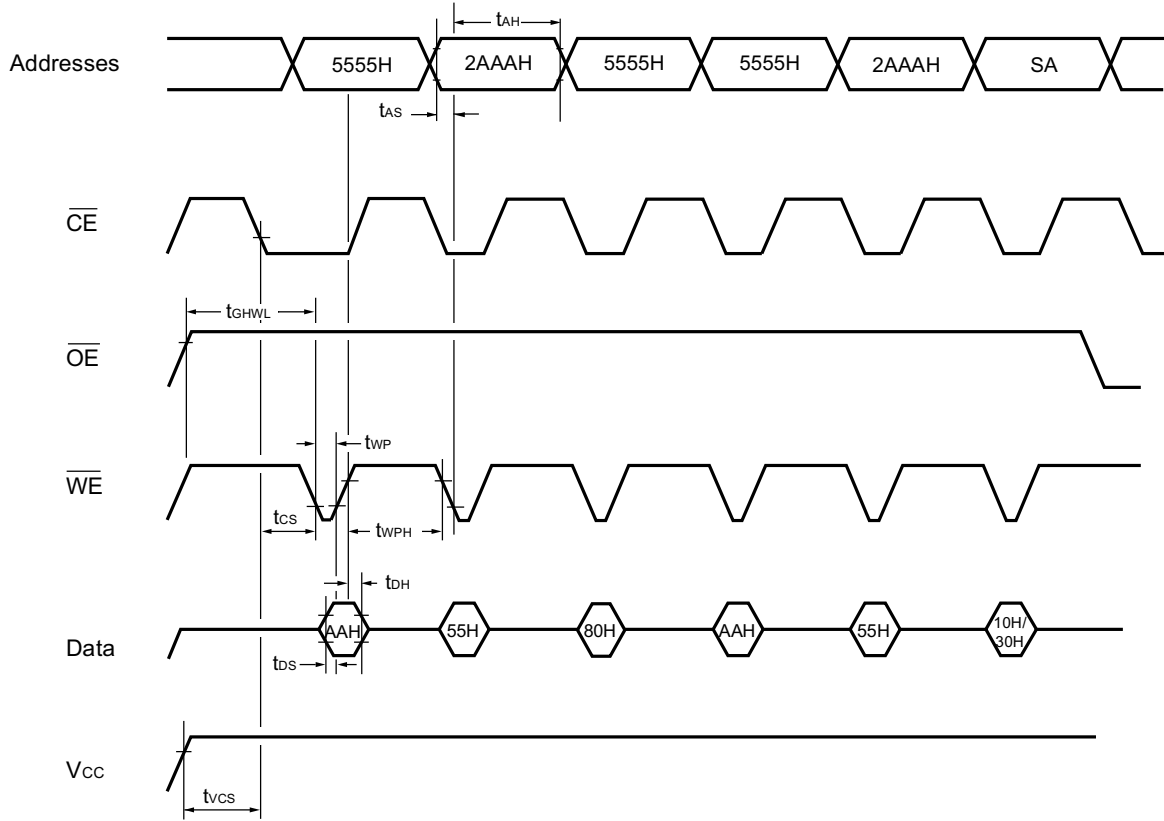 tAH
Addresses 5555H 2AAAH 5555H 5555H 2AAAH SA
tAS
CE
tGHWL
OE
tWP
WE
tCS tWPH
tDH
Data AAH 55H 80H AAH 55H 10H/
30H
tDS
VCC
tVCS